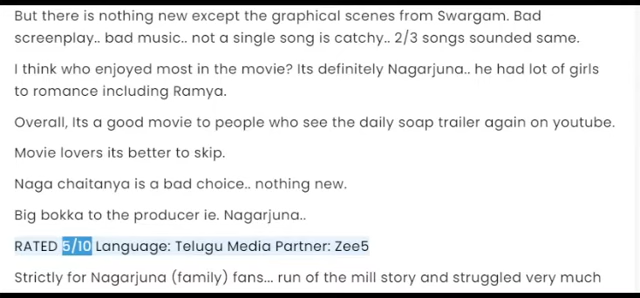 But there is nothing new except the graphical scenes from Swargam. Bad
screenplay.. bad music.. not a single song is catchy.. 2/3 songs sounded same.
I think who enjoyed most in the movie? Its definitely Nagarjuna.. he had lot of girls
to romance including Ramya.
Overall, Its a good movie to people who see the daily soap trailer again on youtube.
Movie lovers its better to skip.
Naga chaitanya is a bad choice.. nothing new.
Big bokka to the producer ie. Nagarjuna..
RATED 5/10 Language: Telugu Media Partner: Zee5
Strictly for Nagarjuna (family) fans... run of the mill story and struggled very much